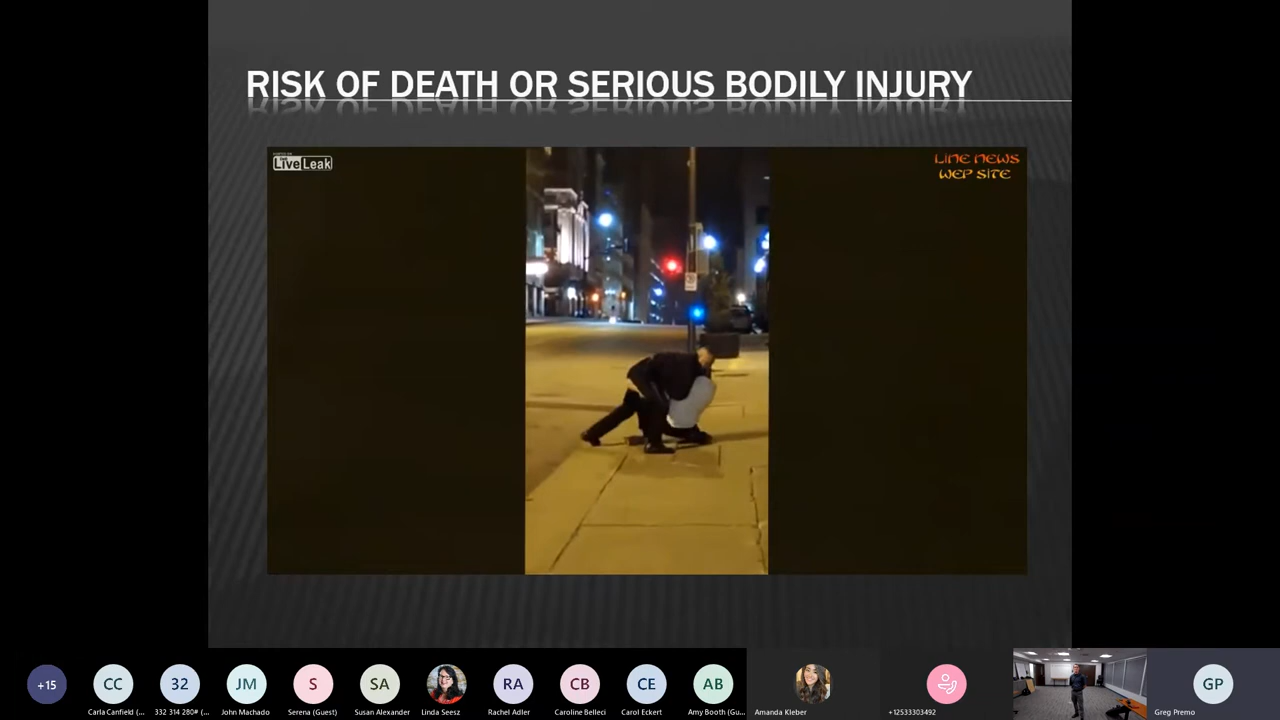 RISK OF DEATH OR SERIOUS BODILY INJURY
LiveLeak
LINE NEWS
WEP SITE
+15
CC
32
JM
S
SA
RA
CB
CE
AB
GP
Carla Canfield (...
332 314 280# (...
John Machado
Serena (Guest)
Susan Alexander
Linda Seesz
Rachel Adler
Caroline Belleci
Carol Eckert
Amy Booth (Gu...
Amanda Kleber
+12533303492
Greg Premo